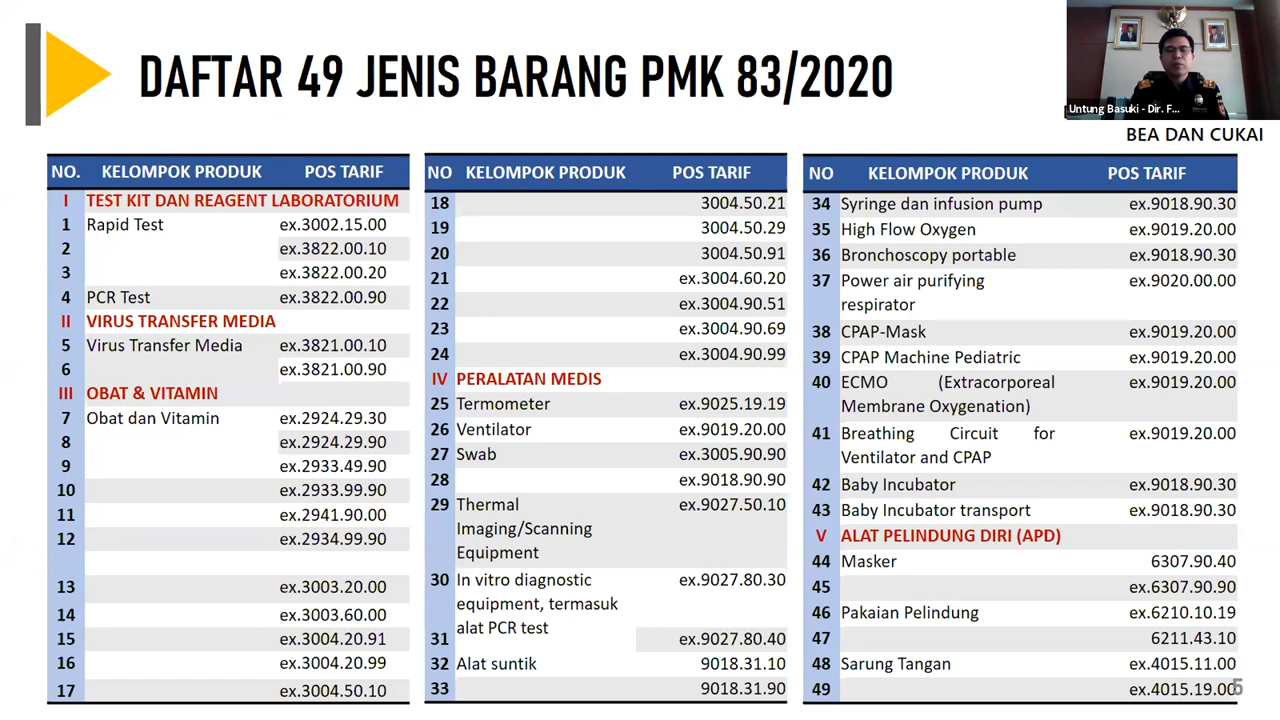 DAFTAR 49 JENIS BARANG PMK 83/2020
Untung Basuki - Dir. F...
BEA DAN CUKAI
NO. KELOMPOK PRODUK POS TARIF
I TEST KIT DAN REAGENT LABORATORIUM
1 Rapid Test ex.3002.15.00
2 ex.3822.00.10
3 ex.3822.00.20
4 PCR Test ex.3822.00.90
II VIRUS TRANSFER MEDIA
5 Virus Transfer Media ex.3821.00.10
6 ex.3821.00.90
III OBAT & VITAMIN
7 Obat dan Vitamin ex.2924.29.30
8 ex.2924.29.90
9 ex.2933.49.90
10 ex.2933.99.90
11 ex.2941.90.00
12 ex.2934.99.90
13 ex.3003.20.00
14 ex.3003.60.00
15 ex.3004.20.91
16 ex.3004.20.99
17 ex.3004.50.10
NO KELOMPOK PRODUK POS TARIF
18 3004.50.21
19 3004.50.29
20 3004.50.91
21 ex.3004.60.20
22 ex.3004.90.51
23 ex.3004.90.69
24 ex.3004.90.99
IV PERALATAN MEDIS
25 Termometer ex.9025.19.19
26 Ventilator ex.9019.20.00
27 Swab ex.3005.90.90
28 ex.9018.90.90
29 Thermal ex.9027.50.10
Imaging/Scanning
Equipment
30 In vitro diagnostic ex.9027.80.30
equipment, termasuk
alat PCR test
31 ex.9027.80.40
32 Alat suntik 9018.31.10
33 9018.31.90
NO KELOMPOK PRODUK POS TARIF
34 Syringe dan infusion pump ex.9018.90.30
35 High Flow Oxygen ex.9019.20.00
36 Bronchoscopy portable ex.9018.90.30
37 Power air purifying ex.9020.00.00
respirator
38 CPAP-Mask ex.9019.20.00
39 CPAP Machine Pediatric ex.9019.20.00
40 ECMO (Extracorporeal ex.9019.20.00
Membrane Oxygenation)
41 Breathing Circuit for ex.9019.20.00
Ventilator and CPAP
42 Baby Incubator ex.9018.90.30
43 Baby Incubator transport ex.9018.90.30
V ALAT PELINDUNG DIRI (APD)
44 Masker 6307.90.40
45 ex.6307.90.90
46 Pakaian Pelindung ex.6210.10.19
47 6211.43.10
48 Sarung Tangan ex.4015.11.00
49 ex.4015.19.00
5